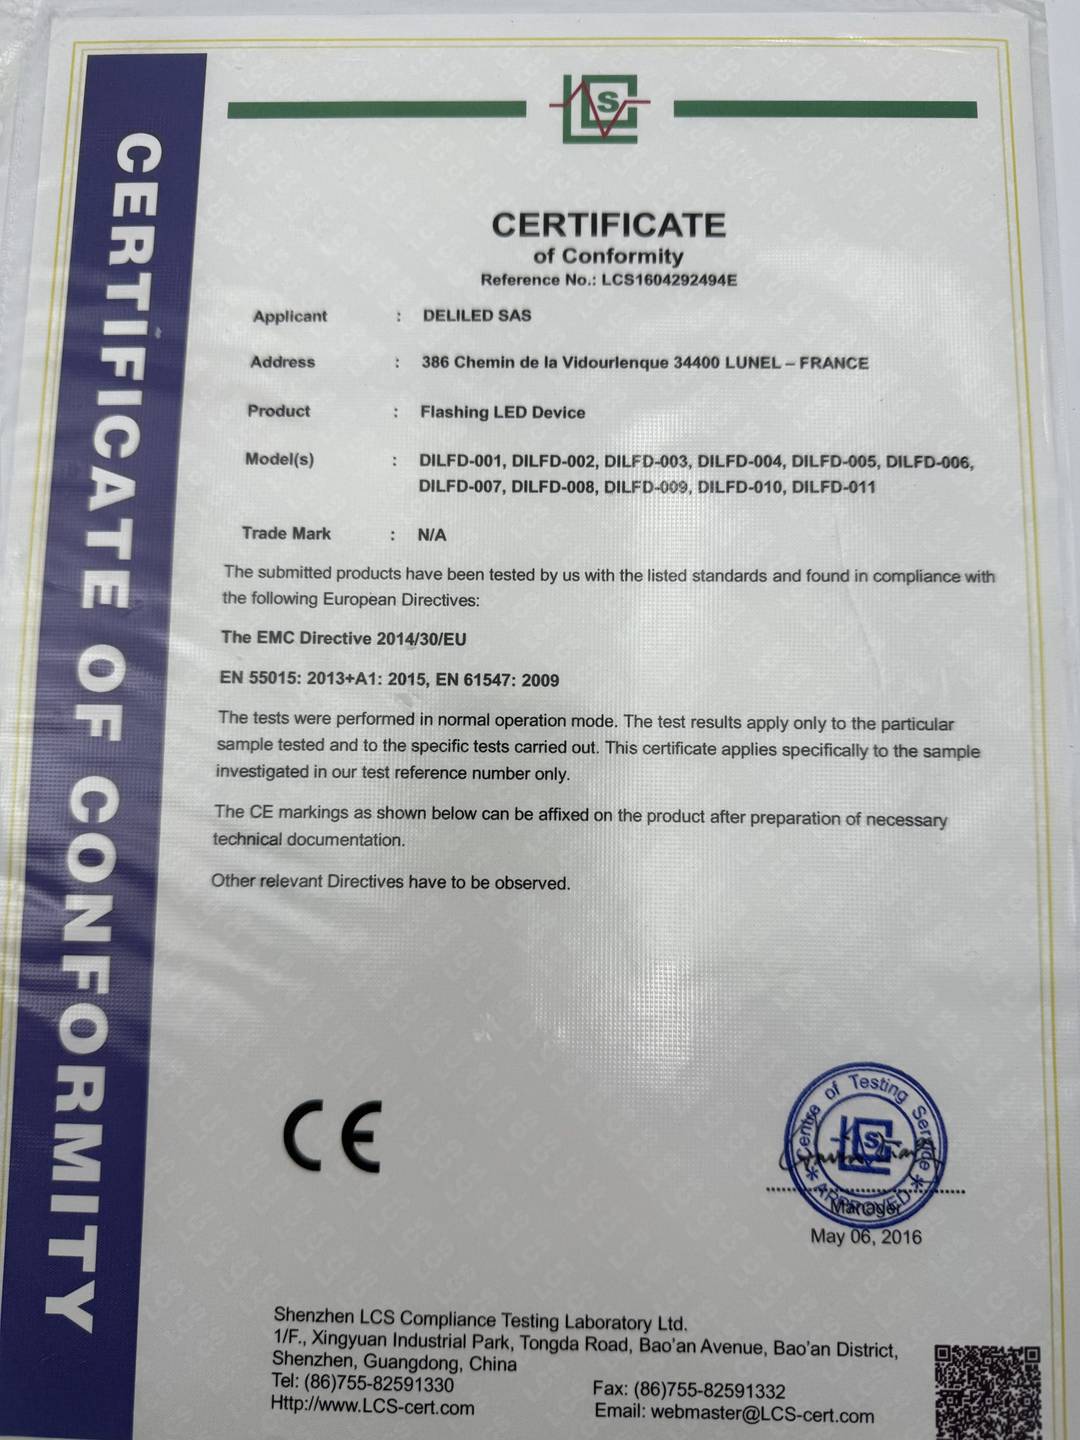 CERTIFICATE OF CONFORMITY
LCS
CERTIFICATE
of Conformity
Reference No.: LCS1604292494E
Applicant : DELILED SAS
Address : 386 Chemin de la Vidourlenque 34400 LUNEL – FRANCE
Product : Flashing LED Device
Model(s) : DILFD-001, DILFD-002, DILFD-003, DILFD-004, DILFD-005, DILFD-006,
DILFD-007, DILFD-008, DILFD-009, DILFD-010, DILFD-011
Trade Mark : N/A
The submitted products have been tested by us with the listed standards and found in compliance with
the following European Directives:
The EMC Directive 2014/30/EU
EN 55015: 2013+A1: 2015, EN 61547: 2009
The tests were performed in normal operation mode. The test results apply only to the particular
sample tested and to the specific tests carried out. This certificate applies specifically to the sample
investigated in our test reference number only.
The CE markings as shown below can be affixed on the product after preparation of necessary
technical documentation.
Other relevant Directives have to be observed.
CE
Centre of Testing Service
LCS
* APPROVED *
Manager
May 06, 2016
Shenzhen LCS Compliance Testing Laboratory Ltd.
1/F., Xingyuan Industrial Park, Tongda Road, Bao'an Avenue, Bao'an District,
Shenzhen, Guangdong, China
Tel: (86)755-82591330 Fax: (86)755-82591332
Http://www.LCS-cert.com Email: webmaster@LCS-cert.com